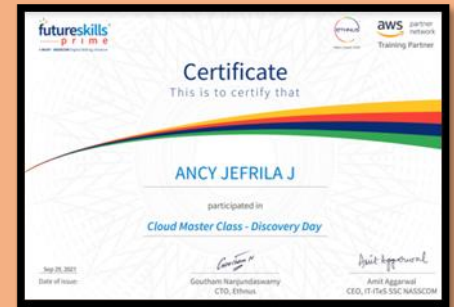 futureskills
prime
ETHNUS
aws partner
network
Training Partner
Certificate
This is to certify that
ANCY JEFRILA J
participated in
Cloud Master Class - Discovery Day
Sep 29, 2021
Date of issue
Goutham Nanjundaswamy
CTO, Ethnus
Amit Aggarwal
CEO, IT-ITeS SSC NASSCOM